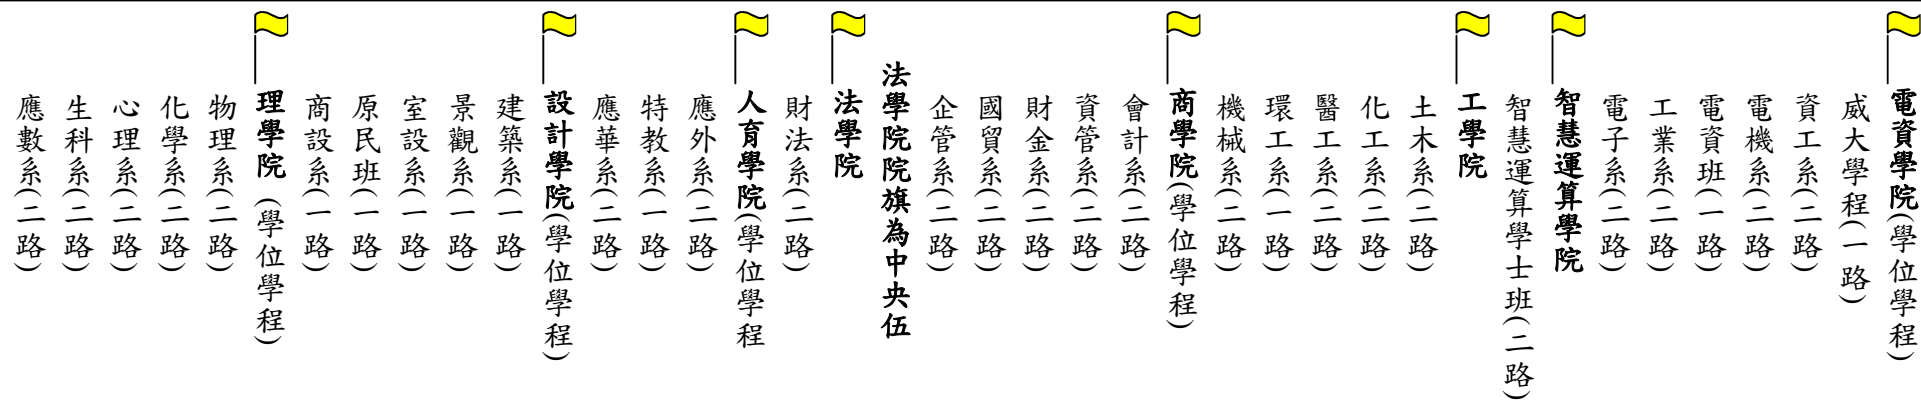 電資學院(學位學程)
威大學程(一路)
資工系(二路)
電機系(二路)
電資班(一路)
工業系(二路)
電子系(二路)
智慧運算學院
智慧運算學士班(二路)
工學院
土木系(二路)
化工系(二路)
醫工系(二路)
環工系(一路)
機械系(二路)
商學院(學位學程)
會計系(二路)
資管系(二路)
財金系(二路)
國貿系(二路)
企管系(二路)
法學院院旗為中央伍
法學院
財法系(二路)
人育學院(學位學程
應外系(二路)
特教系(一路)
應華系(二路)
設計學院(學位學程)
建築系(一路)
景觀系(一路)
室設系(一路)
原民班(一路)
商設系(一路)
理學院 (學位學程)
物理系(二路)
化學系(二路)
心理系(二路)
生科系(二路)
應數系(二路)